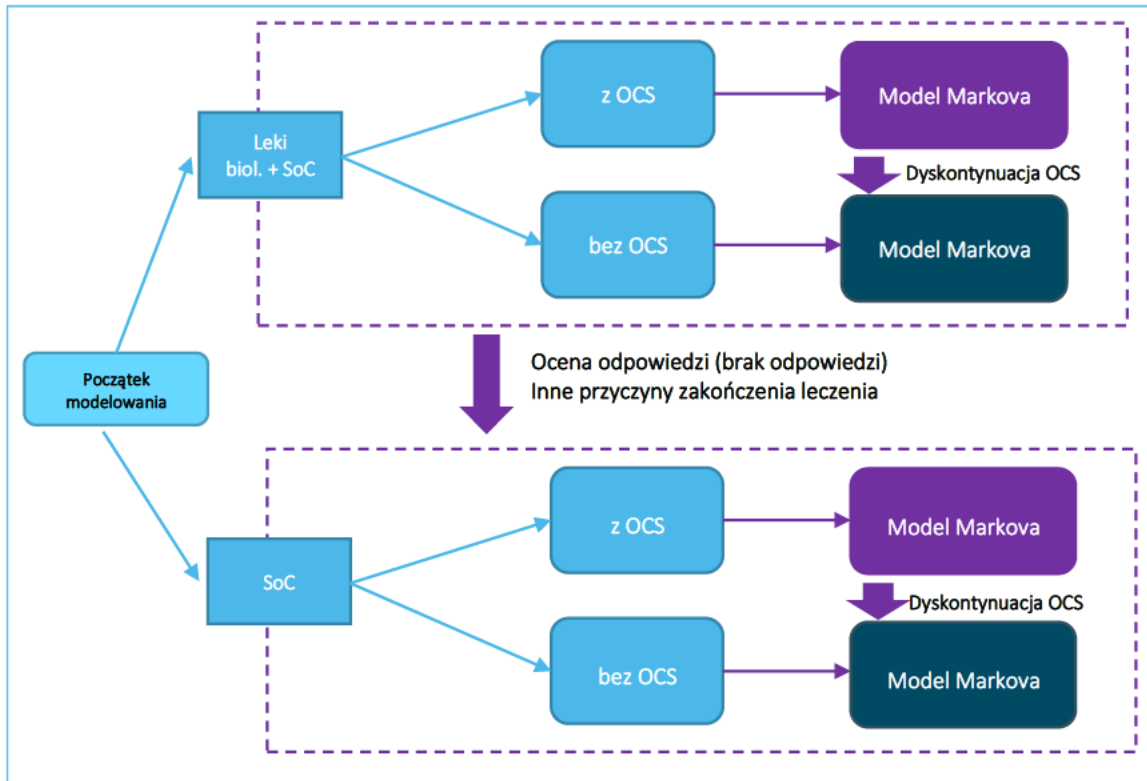 z OCS
Model Markova
Leki
biol. + SoC
Dyskontynuacja OCS
bez OCS
Model Markova
Ocena odpowiedzi (brak odpowiedzi)
Inne przyczyny zakończenia leczenia
Początek
modelowania
z OCS
Model Markova
SoC
Dyskontynuacja OCS
bez OCS
Model Markova